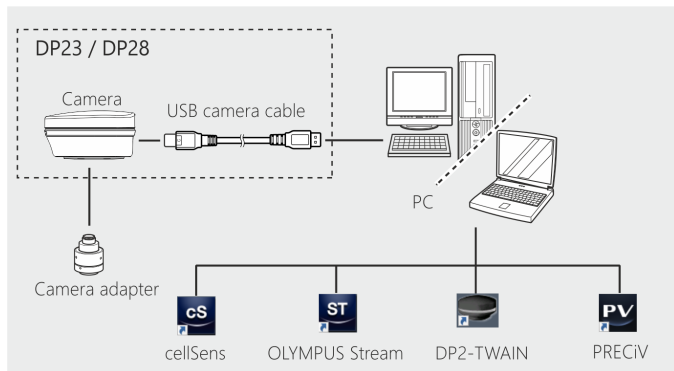 DP23 / DP28
Camera
USB camera cable
PC
Camera adapter
cS
ST
PV
cellSens
OLYMPUS Stream
DP2-TWAIN
PRECiV